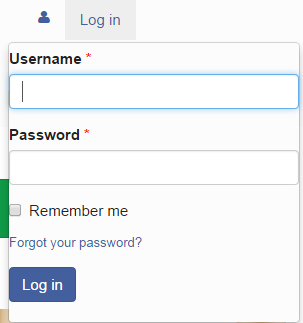 Log in
Username *
Password *
Remember me
Forgot your password?
Log in